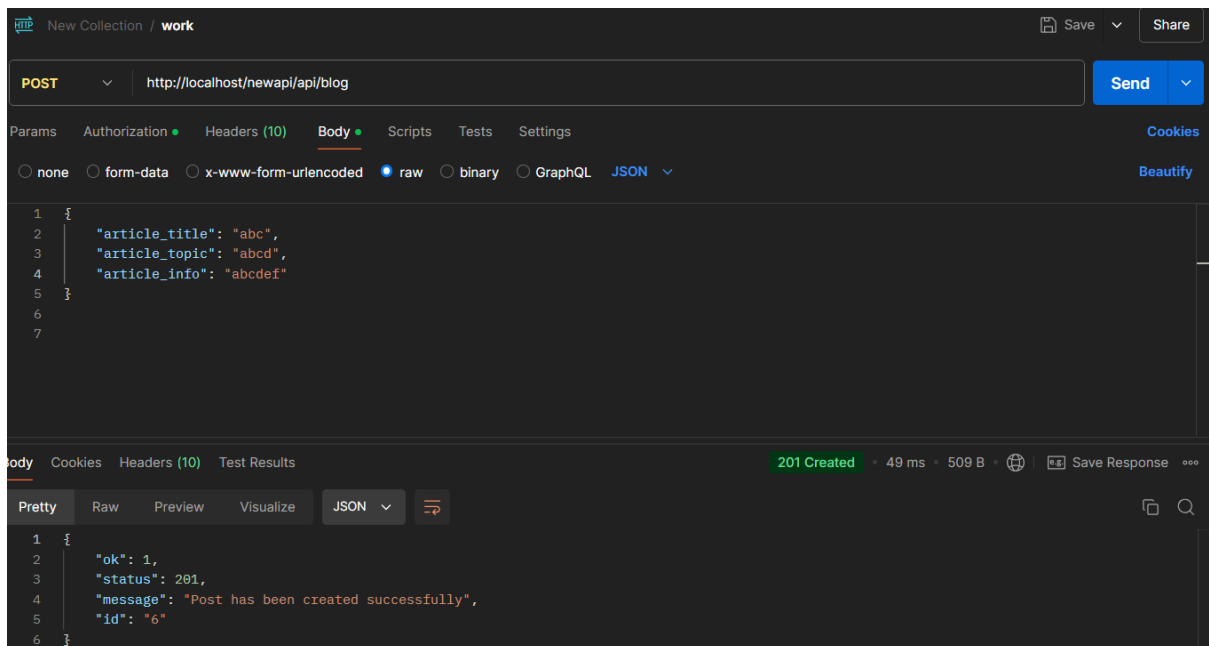 HTTP New Collection / work Save Share
POST http://localhost/newapi/api/blog Send
Params Authorization Headers (10) Body Scripts Tests Settings Cookies
none form-data x-www-form-urlencoded raw binary GraphQL JSON Beautify
1 {
2 "article_title": "abc",
3 "article_topic": "abcd",
4 "article_info": "abcdef"
5 }
6
7
Body Cookies Headers (10) Test Results 201 Created 49 ms 509 B e.g. Save Response
Pretty Raw Preview Visualize JSON
1 {
2 "ok": 1,
3 "status": 201,
4 "message": "Post has been created successfully",
5 "id": "6"
6 }